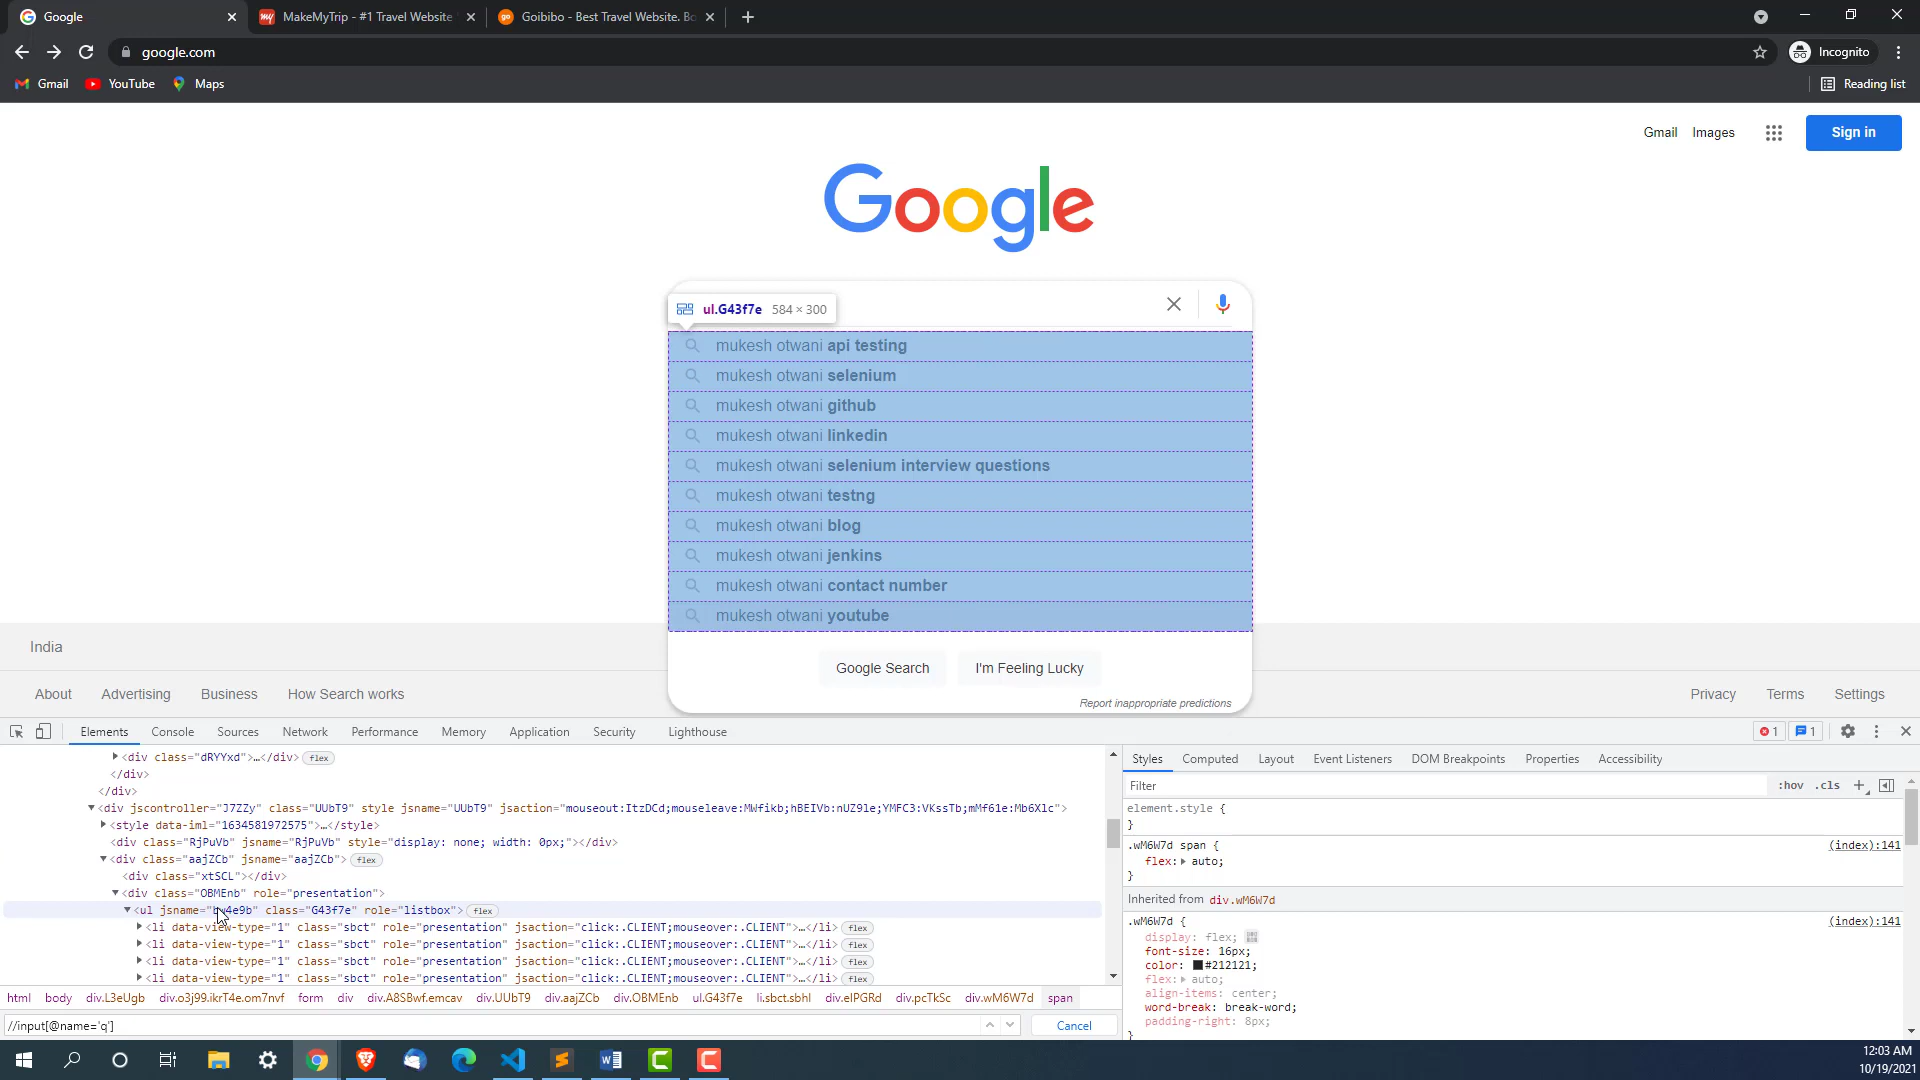 Google
MakeMyTrip - #1 Travel Website
Goibibo - Best Travel Website. Bo
google.com
Incognito
Gmail
YouTube
Maps
Reading list
Gmail
Images
Sign in
Google
ul.G43f7e 584 × 300
mukesh otwani api testing
mukesh otwani selenium
mukesh otwani github
mukesh otwani linkedin
mukesh otwani selenium interview questions
mukesh otwani testng
mukesh otwani blog
mukesh otwani jenkins
mukesh otwani contact number
mukesh otwani youtube
Google Search
I'm Feeling Lucky
Report inappropriate predictions
India
About
Advertising
Business
How Search works
Privacy
Terms
Settings
Elements
Console
Sources
Network
Performance
Memory
Application
Security
Lighthouse
1
1
<div class="dRYYxd">…</div> flex
</div>
</div>
<div jscontroller="J7ZZy" class="UUbT9" style jsname="UUbT9" jsaction="mouseout:ItzDCd;mouseleave:MWfikb;hBEIVb:nUZ9le;YMFC3:VKssTb;mMf61e:Mb6Xlc">
<style data-iml="1634581972575">…</style>
<div class="RjPuVb" jsname="RjPuVb" style="display: none; width: 0px;"></div>
<div class="aajZCb" jsname="aajZCb"> flex
<div class="xtSCL"></div>
<div class="OBMEnb" role="presentation">
<ul class="G43f7e" role="listbox"> flex
<li data-view-type="1" class="sbct" role="presentation" jsaction="click:.CLIENT;mouseover:.CLIENT">…</li> flex
<li data-view-type="1" class="sbct" role="presentation" jsaction="click:.CLIENT;mouseover:.CLIENT">…</li> flex
<li data-view-type="1" class="sbct" role="presentation" jsaction="click:.CLIENT;mouseover:.CLIENT">…</li> flex
<li data-view-type="1" class="sbct" role="presentation" jsaction="click:.CLIENT;mouseover:.CLIENT">…</li> flex
html body div.L3eUgb div.o3j99.ikrT4e.om7nvf form div div.A8SBwf.emcav div.UUbT9 div.aajZCb div.OBMEnb ul.G43f7e li.sbct.sbhl div.eIPGRd div.pcTkSc div.wM6W7d span
//input[@name='q']
Cancel
Styles
Computed
Layout
Event Listeners
DOM Breakpoints
Properties
Accessibility
Filter
:hov .cls +
element.style {
}
.wM6W7d span { (index):141
flex: auto;
}
Inherited from div.wM6W7d
.wM6W7d { (index):141
display: flex;
font-size: 16px;
color: #212121;
flex: auto;
align-items: center;
word-break: break-word;
padding-right: 8px;
}
12:03 AM
10/19/2021